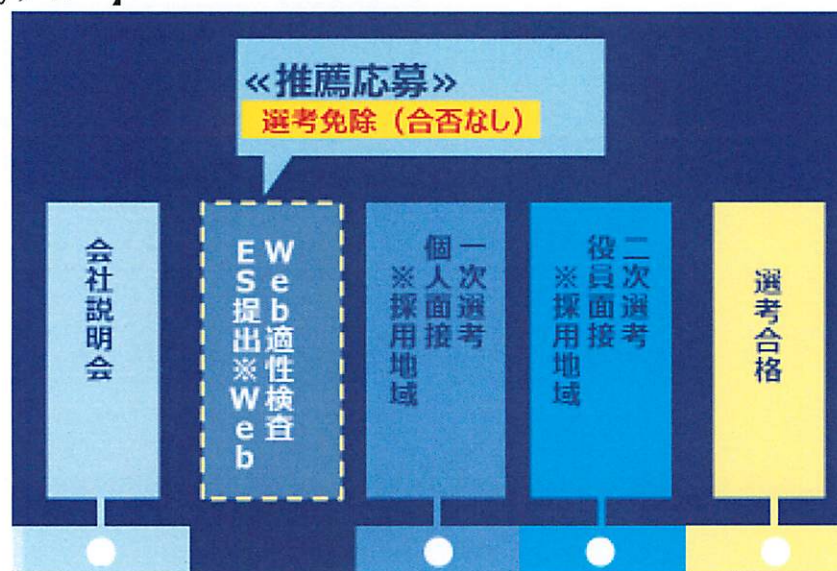 ≪推薦応募≫
選考免除（合否なし）
会社説明会
Web適性検査
ES提出※Web
一次選考
個人面接
※採用地域
二次選考
役員面接
※採用地域
選考合格